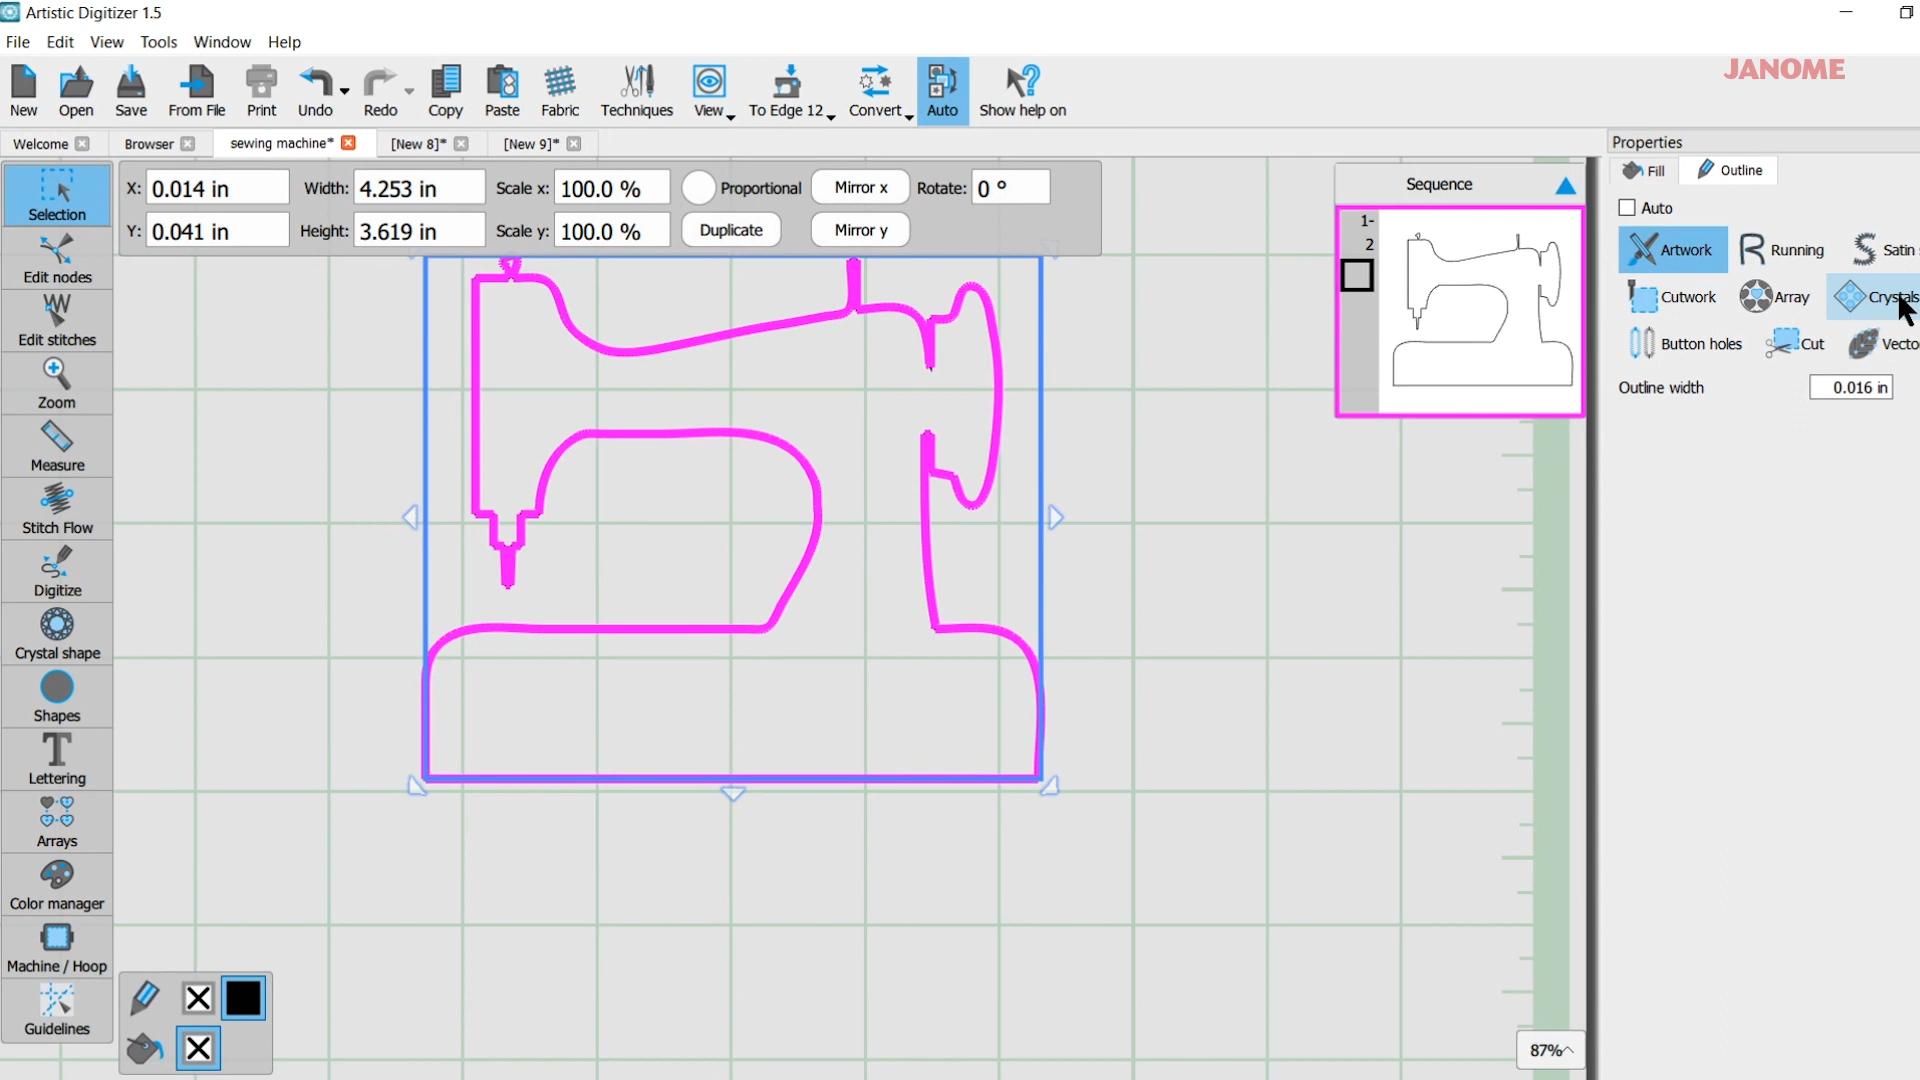 Artistic Digitizer 1.5
File Edit View Tools Window Help
JANOME
New Open Save From File Print Undo Redo Copy Paste Fabric Techniques View To Edge 12 Convert Auto Show help on
Welcome Browser sewing machine* [New 8]* [New 9]* Properties
Fill Outline
Selection X: 0.014 in Width: 4.253 in Scale x: 100.0 % Proportional Mirror x Rotate: 0 ° Sequence
Y: 0.041 in Height: 3.619 in Scale y: 100.0 % Duplicate Mirror y
Auto
1-
2
Artwork Running Satin
Edit nodes
Cutwork Array Crystals
Edit stitches
Button holes Cut Vecto
Outline width 0.016 in
Zoom
Measure
Stitch Flow
Digitize
Crystal shape
Shapes
Lettering
Arrays
Color manager
Machine / Hoop
Guidelines
87%